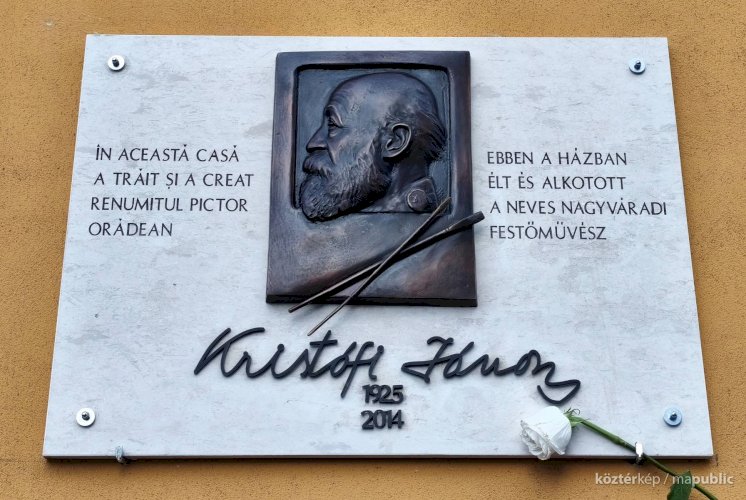 ÎN ACEASTĂ CASĂ
A TRĂIT ȘI A CREAT
RENUMITUL PICTOR
ORĂDEAN
EBBEN A HÁZBAN
ÉLT ÉS ALKOTOTT
A NEVES NAGYVÁRADI
FESTŐMŰVÉSZ
Kristófi János
1925
2014
köztérkép / mapublic